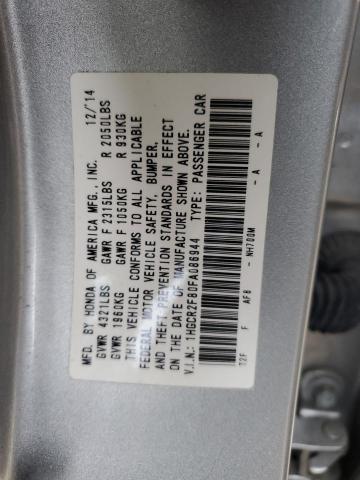 MFD. BY HONDA OF AMERICA MFG., INC. 12/'14
GVWR 4321LBS GAWR F 2315LBS R 2050LBS
GVWR 1960KG GAWR F 1050KG R 930KG
THIS VEHICLE CONFORMS TO ALL APPLICABLE
FEDERAL MOTOR VEHICLE SAFETY, BUMPER,
AND THEFT PREVENTION STANDARDS IN EFFECT
ON THE DATE OF MANUFACTURE SHOWN ABOVE.
V.I.N.: 1HGCR2F80FA086944 TYPE: PASSENGER CAR
T2F F AF8 - NH700M - A - A